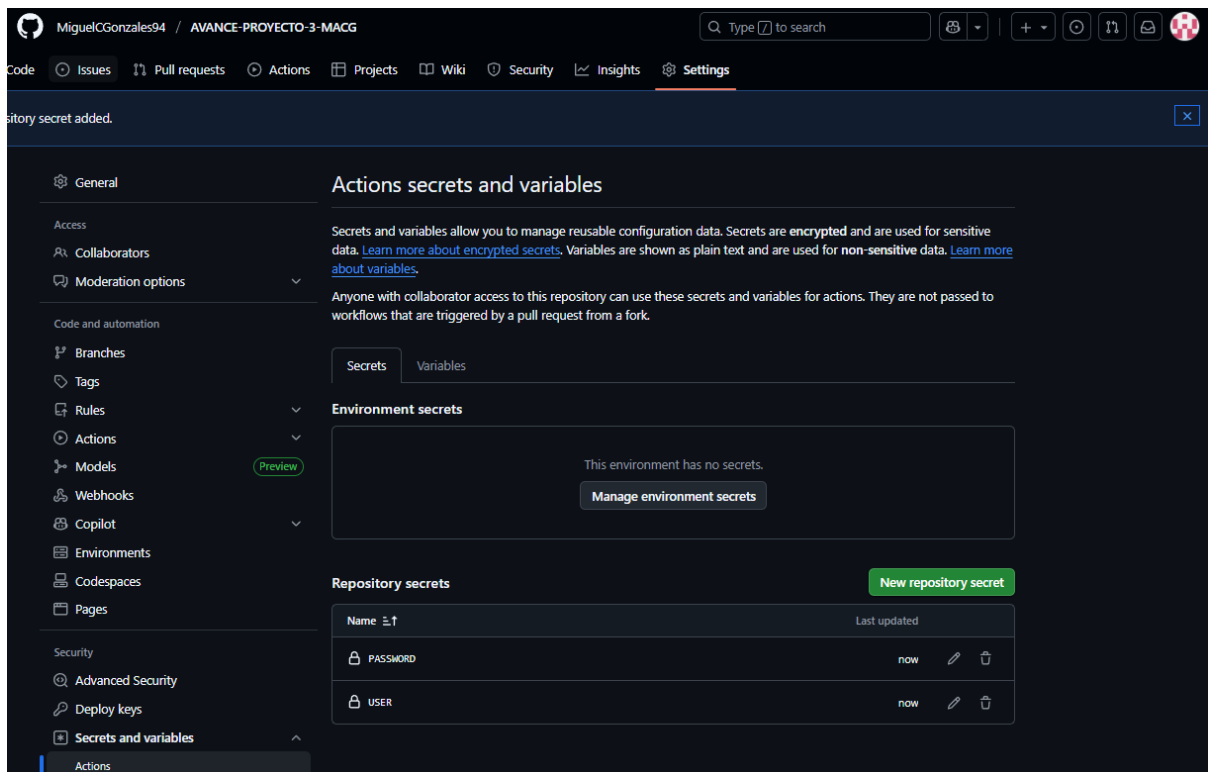 MiguelCGonzales94 / AVANCE-PROYECTO-3-MACG
Type / to search
Code Issues Pull requests Actions Projects Wiki Security Insights Settings
sitory secret added.
General
Access
Collaborators
Moderation options
Code and automation
Branches
Tags
Rules
Actions
Models Preview
Webhooks
Copilot
Environments
Codespaces
Pages
Security
Advanced Security
Deploy keys
Secrets and variables
Actions
Actions secrets and variables
Secrets and variables allow you to manage reusable configuration data. Secrets are encrypted and are used for sensitive
data. Learn more about encrypted secrets. Variables are shown as plain text and are used for non-sensitive data. Learn more
about variables.
Anyone with collaborator access to this repository can use these secrets and variables for actions. They are not passed to
workflows that are triggered by a pull request from a fork.
Secrets Variables
Environment secrets
This environment has no secrets.
Manage environment secrets
Repository secrets New repository secret
Name Last updated
PASSWORD now
USER now